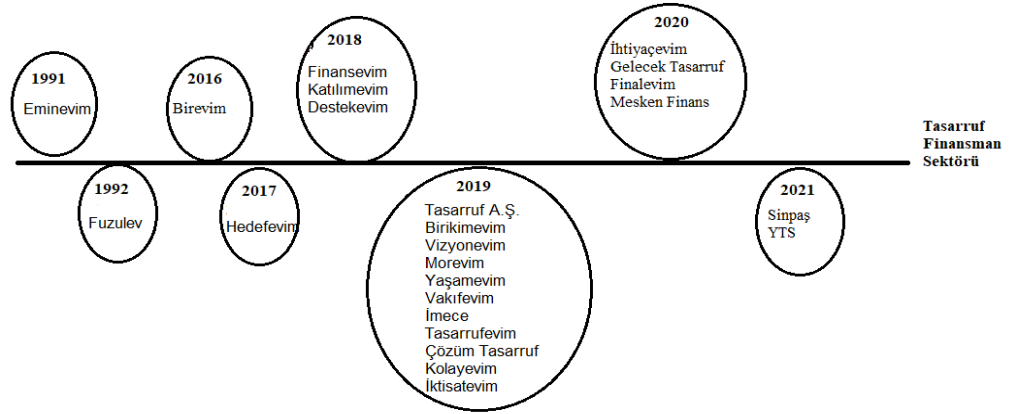 1991
Eminevim
1992
Fuzulev
2016
Birevim
2017
Hedefevim
2018
Finansevim
Katılımevim
Destekevim
2019
Tasarruf A.Ş.
Birikimevim
Vizyonevim
Morevim
Yaşamevim
Vakıfevim
İmece
Tasarrufevim
Çözüm Tasarruf
Kolayevim
İktisatevim
2020
İhtiyaçevim
Gelecek Tasarruf
Finalevim
Mesken Finans
2021
Sinpaş
YTS
Tasarruf
Finansman
Sektörü